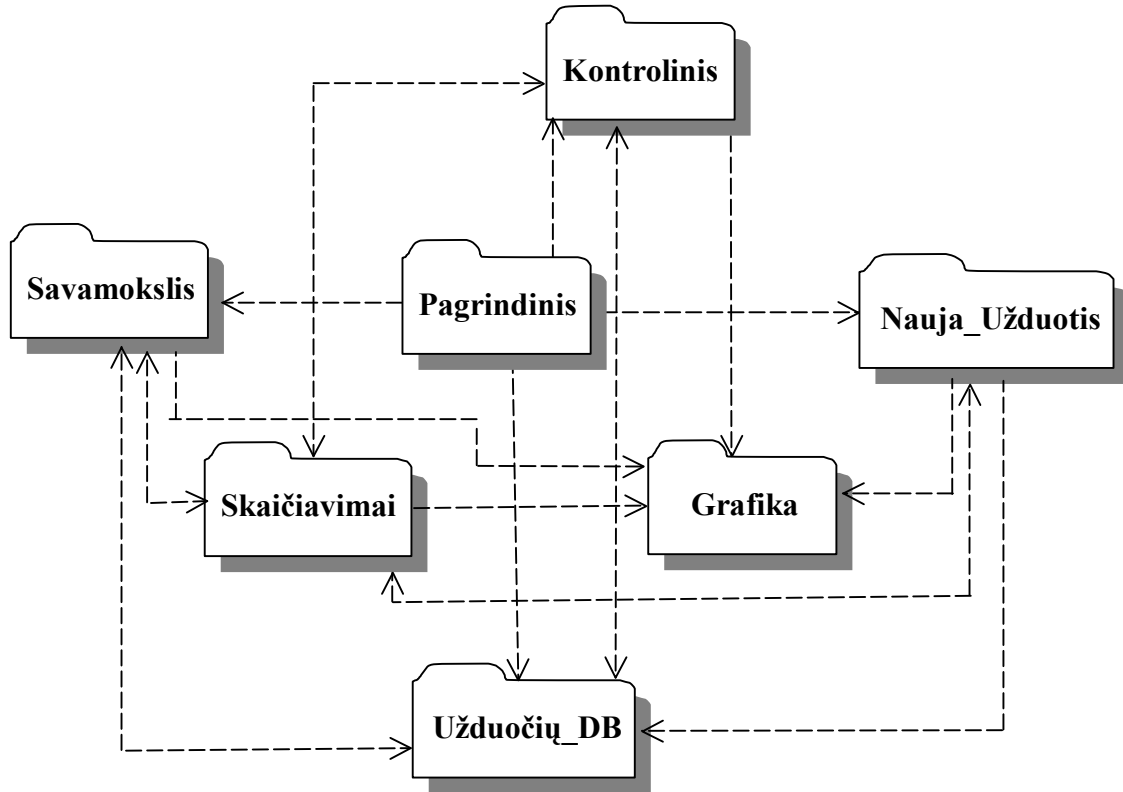 Kontrolinis
Savamokslis
Pagrindinis
Nauja_Užduotis
Skaičiavimai
Grafika
Užduočių_DB